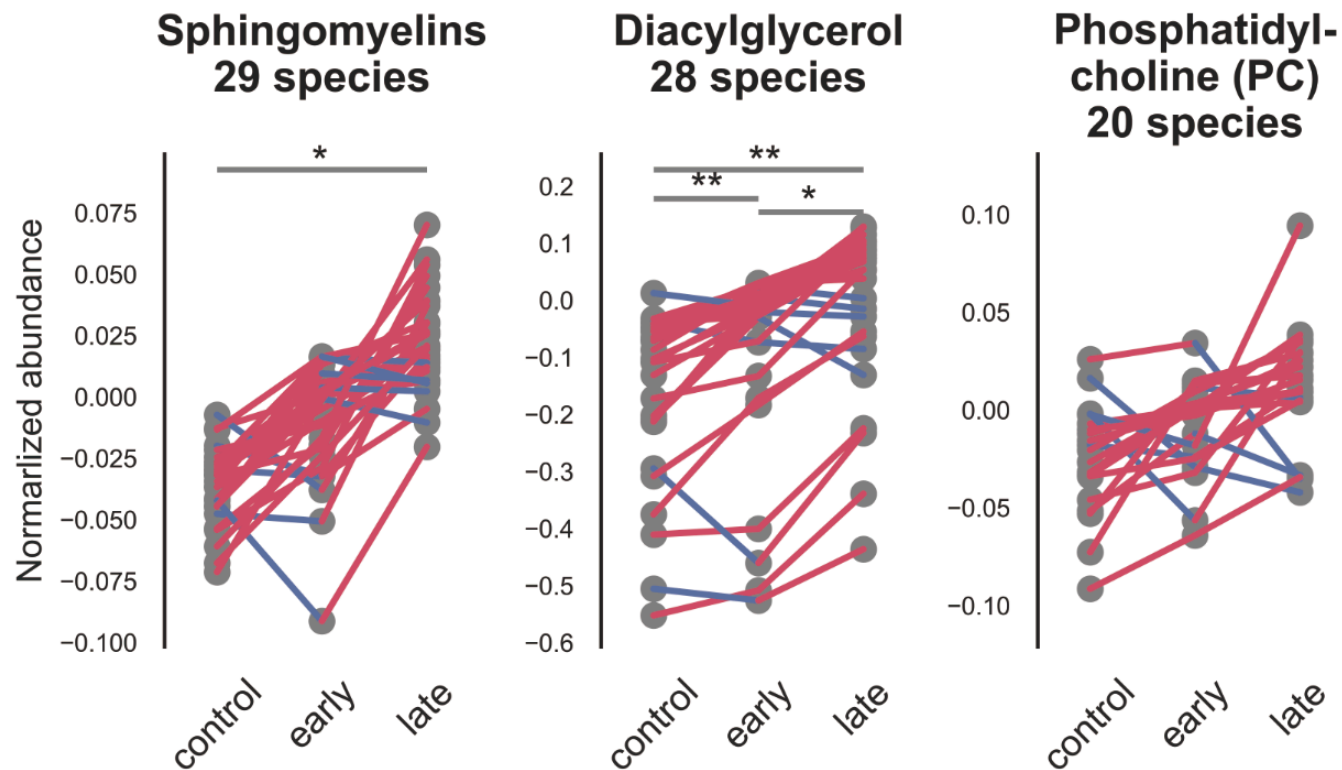 Sphingomyelins
29 species
Diacylglycerol
28 species
Phosphatidyl-
choline (PC)
20 species
Normarlized abundance
*
0.075
0.050
0.025
0.000
−0.025
−0.050
−0.075
−0.100
control
early
late
**
**
*
0.2
0.1
0.0
−0.1
−0.2
−0.3
−0.4
−0.5
−0.6
control
early
late
0.10
0.05
0.00
−0.05
−0.10
control
early
late